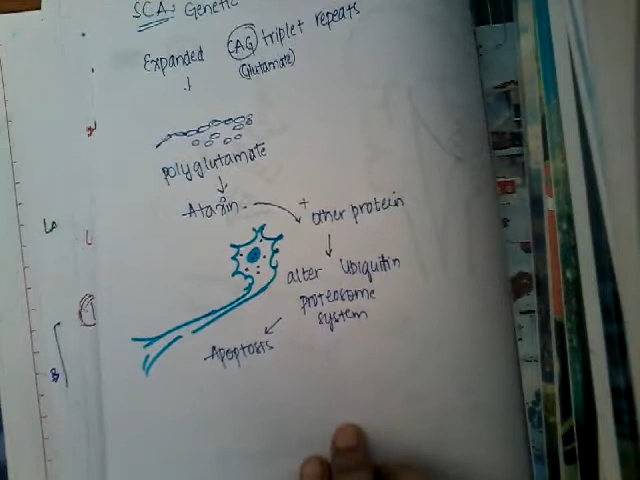 SCA: Genetic
Expanded (CAG) triplet repeats
(Glutamate)
polyglutamate
Ataxin
+ other protein
alter Ubiquitin
proteosome
system
Apoptosis